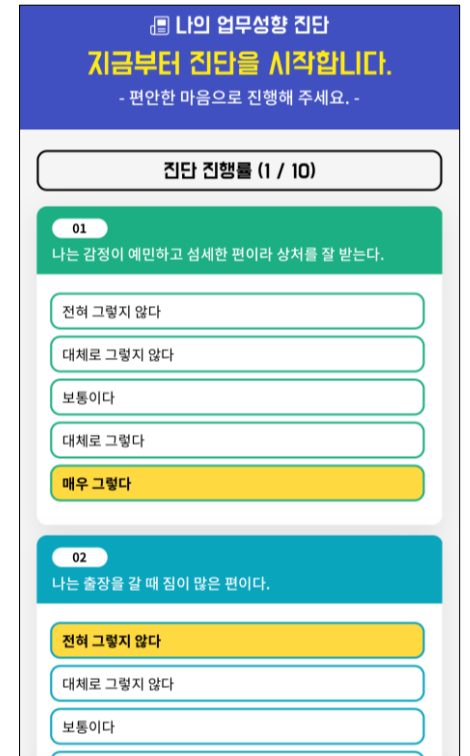 나의 업무성향 진단
지금부터 진단을 시작합니다.
- 편안한 마음으로 진행해 주세요. -
진단 진행률 (1 / 10)
01
나는 감정이 예민하고 섬세한 편이라 상처를 잘 받는다.
전혀 그렇지 않다
대체로 그렇지 않다
보통이다
대체로 그렇다
매우 그렇다
02
나는 출장을 갈 때 짐이 많은 편이다.
전혀 그렇지 않다
대체로 그렇지 않다
보통이다